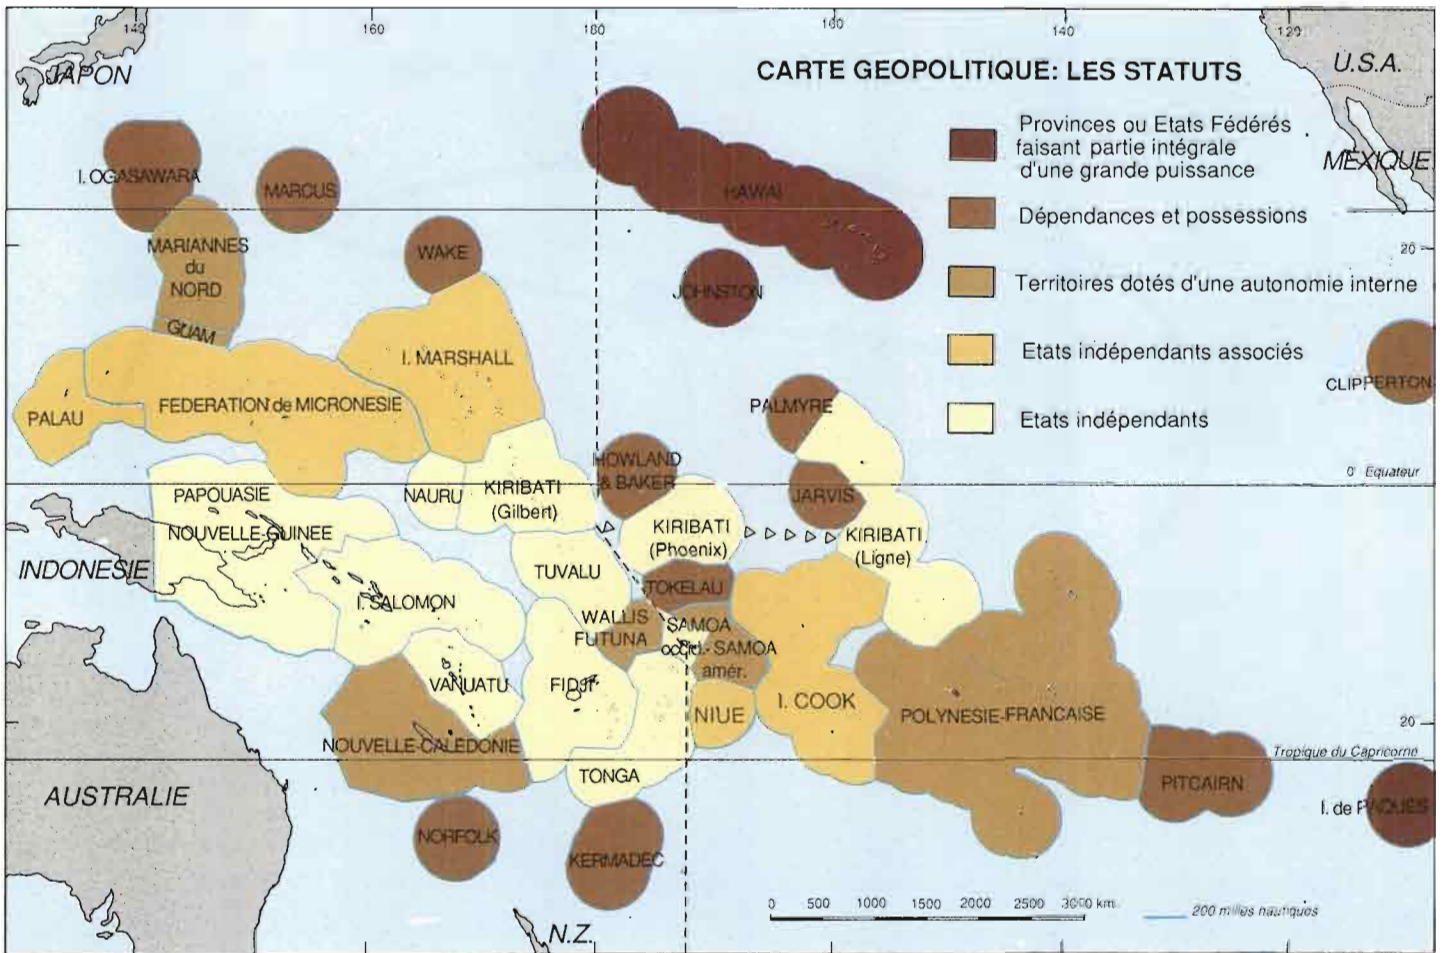 140
160
180
160
140
120
JAPON
U.S.A.
CARTE GEOPOLITIQUE: LES STATUTS
Provinces ou Etats Fédérés
faisant partie intégrale
d'une grande puissance
Dépendances et possessions
Territoires dotés d'une autonomie interne
Etats indépendants associés
Etats indépendants
MEXIQUE
I. OGASAWARA
MARCUS
HAWAI
MARIANNES
du
NORD
WAKE
20
JOHNSTON
GUAM
I. MARSHALL
CLIPPERTON
PALAU
FEDERATION de MICRONESIE
PALMYRE
HOWLAND
& BAKER
0° Equateur
PAPOUASIE
NOUVELLE-GUINEE
NAURU
KIRIBATI
(Gilbert)
JARVIS
KIRIBATI
(Phoenix)
KIRIBATI
(Ligne)
INDONESIE
TUVALU
TOKELAU
I. SALOMON
WALLIS
FUTUNA
SAMOA
occid.
SAMOA
amér.
VANUATU
FIDJI
NIUE
I. COOK
POLYNESIE-FRANCAISE
20
NOUVELLE-CALEDONIE
Tropique du Capricorne
TONGA
PITCAIRN
AUSTRALIE
I. de PAQUES
NORFOLK
KERMADEC
0 500 1000 1500 2000 2500 3000 km
200 milles nautiques
N.Z.